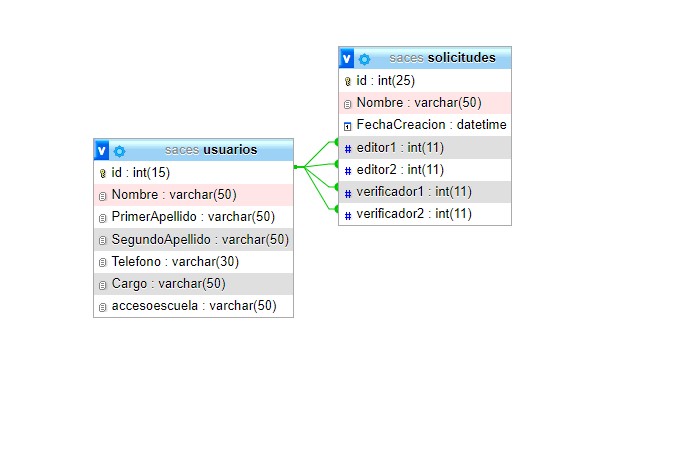 saces usuarios
id : int(15)
Nombre : varchar(50)
PrimerApellido : varchar(50)
SegundoApellido : varchar(50)
Telefono : varchar(30)
Cargo : varchar(50)
accesoescuela : varchar(50)
saces solicitudes
id : int(25)
Nombre : varchar(50)
FechaCreacion : datetime
editor1 : int(11)
editor2 : int(11)
verificador1 : int(11)
verificador2 : int(11)